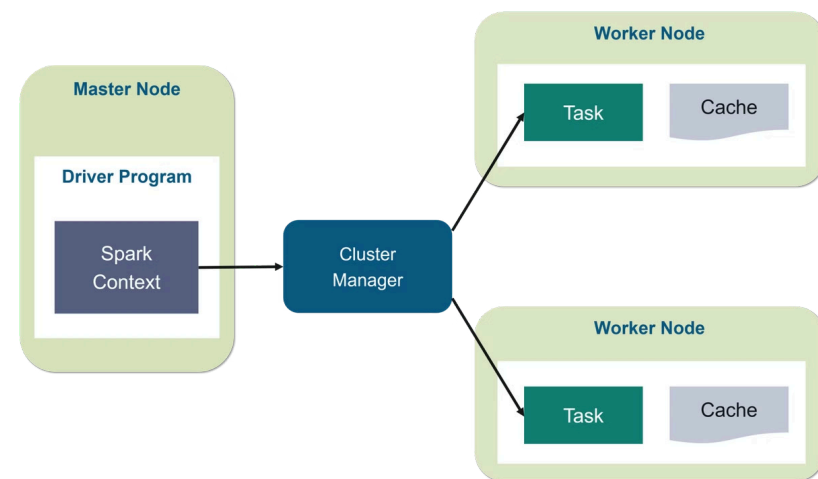 Master Node
Driver Program
Spark
Context
Cluster
Manager
Worker Node
Task
Cache
Worker Node
Task
Cache